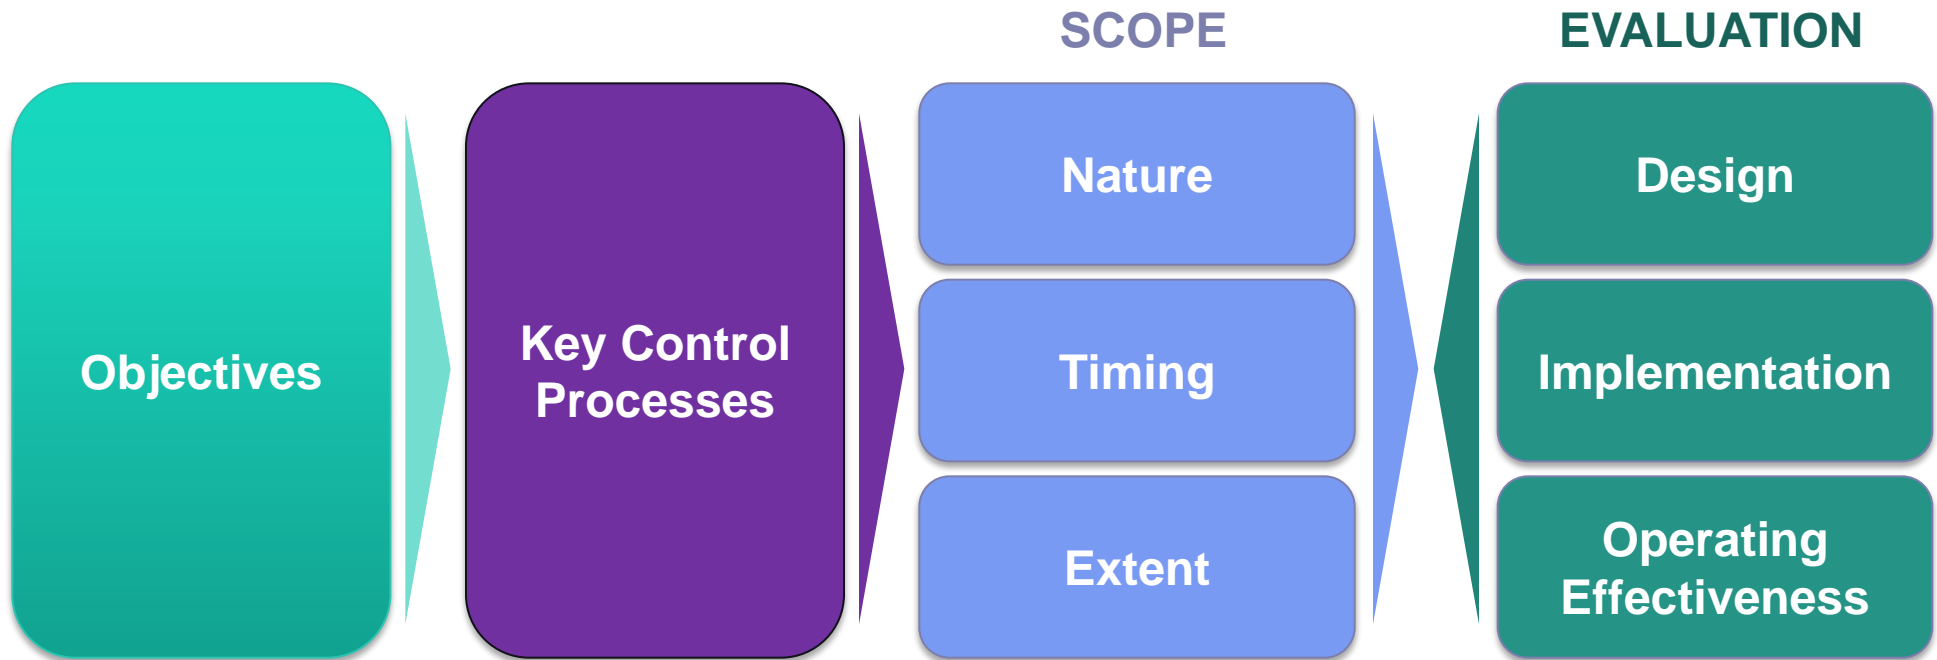 SCOPE
EVALUATION
Objectives
Key Control
Processes
Nature
Timing
Extent
Design
Implementation
Operating
Effectiveness